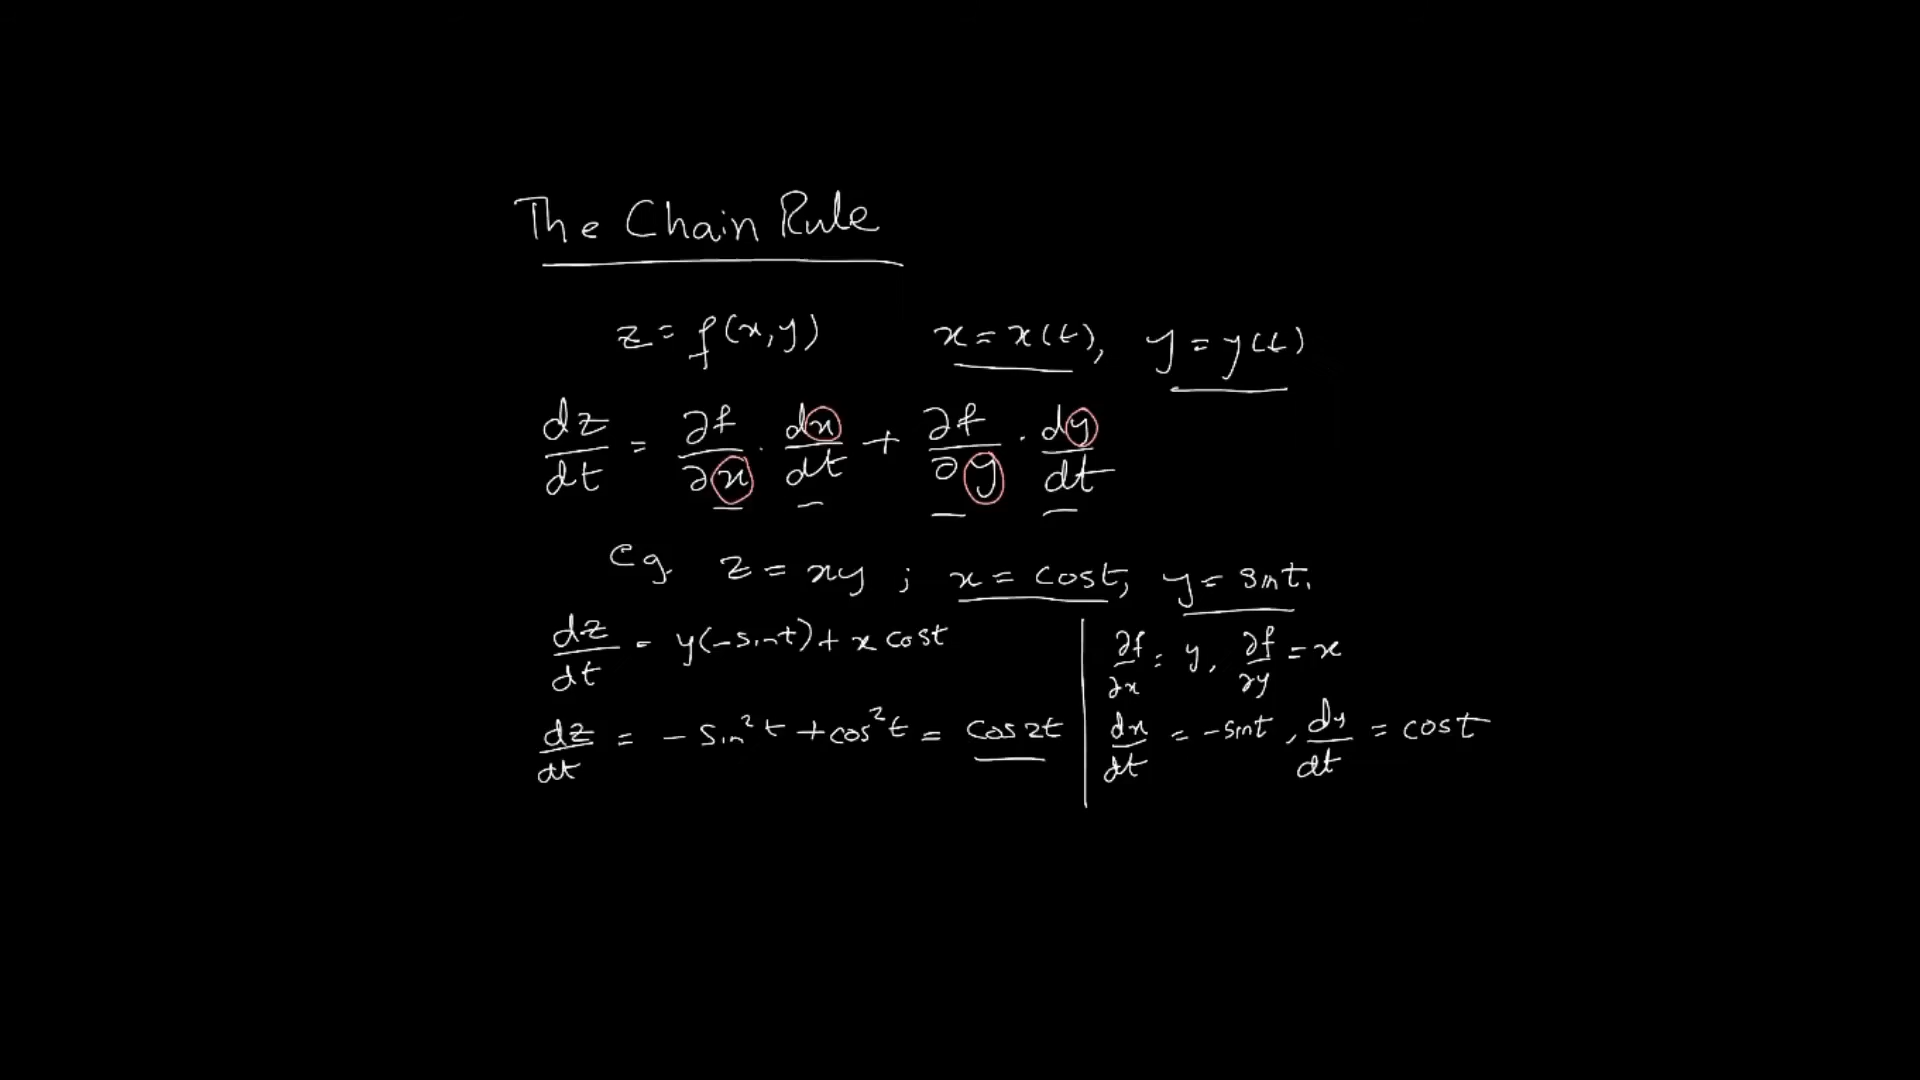 The Chain Rule
z = f(x,y)   x = x(t), y = y(t)
dz/dt = ∂f/∂x · dx/dt + ∂f/∂y · dy/dt
eg. z = xy ; x = cost, y = sint.
dz/dt = y(-sint) + x cost
∂f/∂x = y, ∂f/∂y = x
dz/dt = - sin²t + cos²t = cos2t
dx/dt = -sint, dy/dt = cost